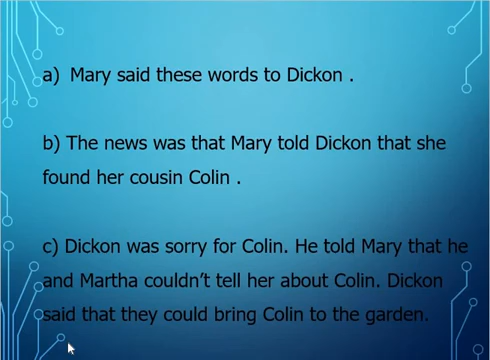 a) Mary said these words to Dickon .
b) The news was that Mary told Dickon that she
found her cousin Colin .
c) Dickon was sorry for Colin. He told Mary that he
and Martha couldn’t tell her about Colin. Dickon
said that they could bring Colin to the garden.